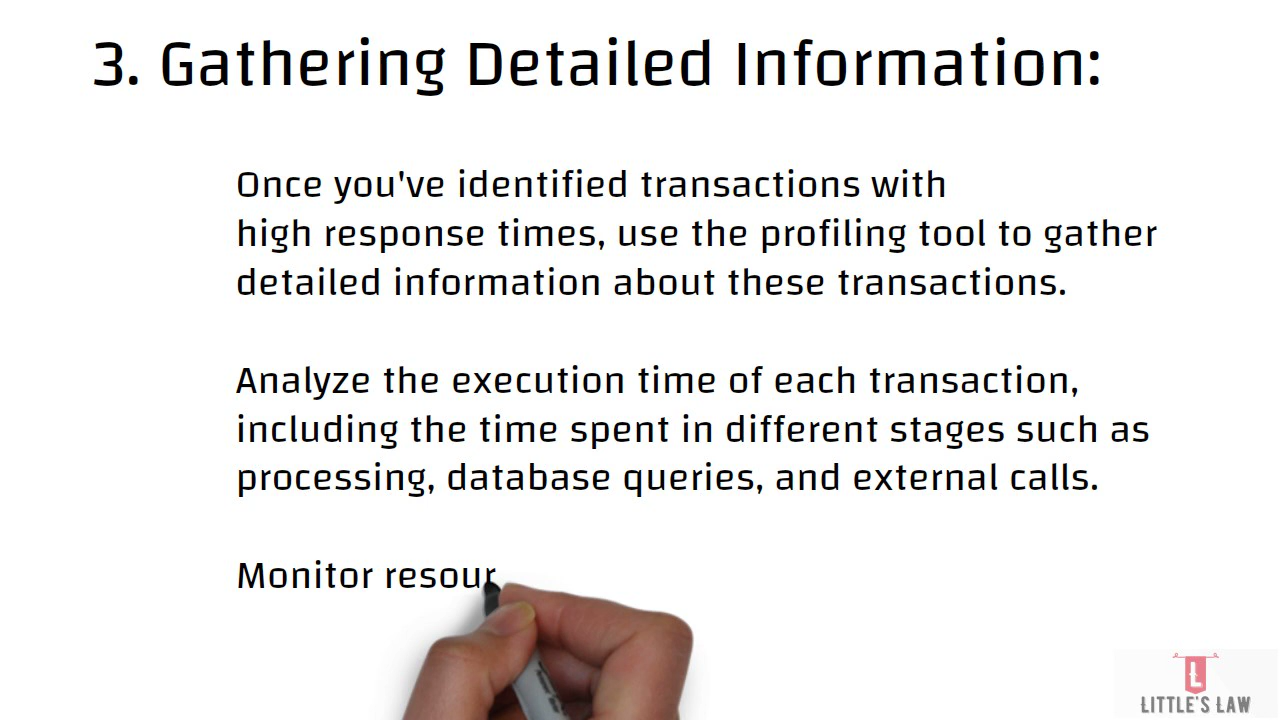 3. Gathering Detailed Information:
Once you've identified transactions with
high response times, use the profiling tool to gather
detailed information about these transactions.
Analyze the execution time of each transaction,
including the time spent in different stages such as
processing, database queries, and external calls.
Monitor resour
L
LITTLE'S LAW